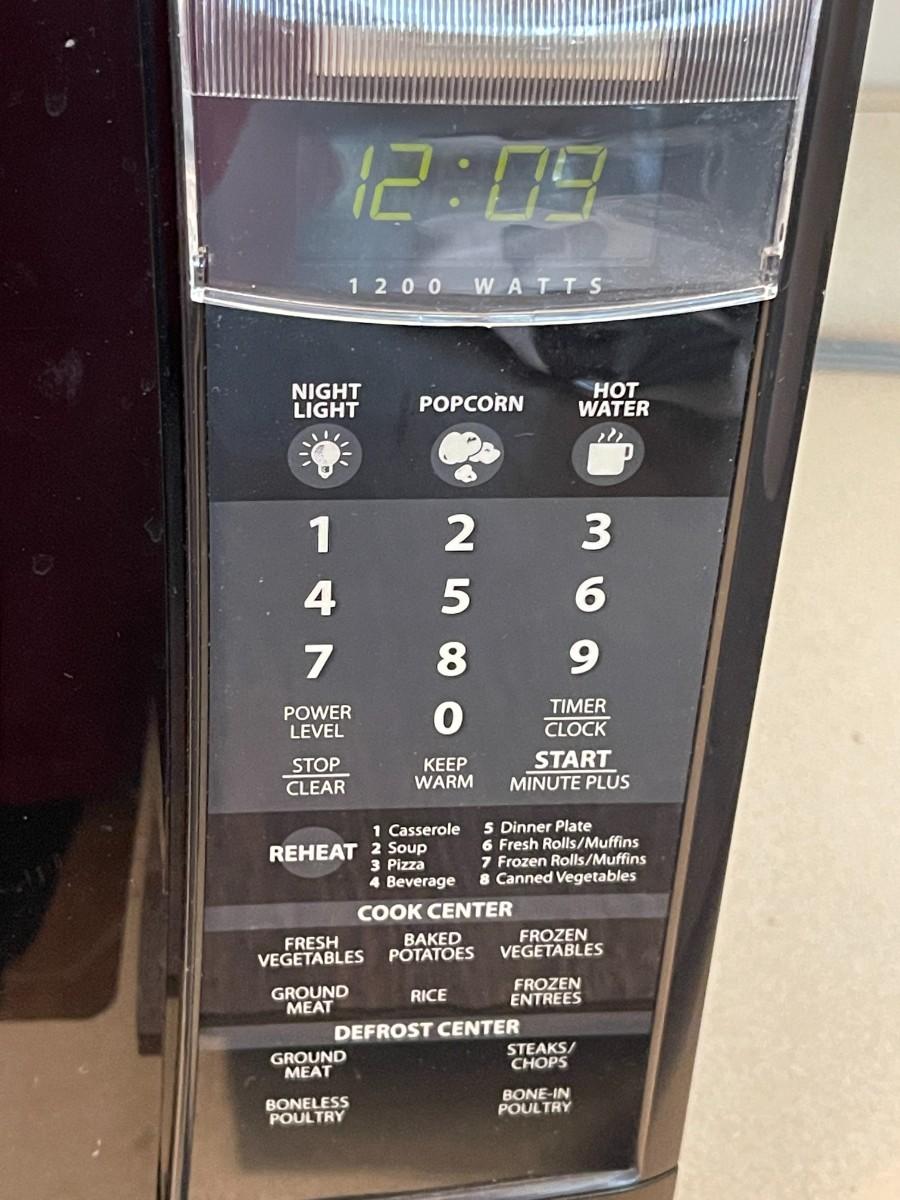 12:09
1200 WATTS
NIGHT
LIGHT
POPCORN
HOT
WATER
1 2 3
4 5 6
7 8 9
POWER
LEVEL
0
TIMER
CLOCK
STOP
CLEAR
KEEP
WARM
START
MINUTE PLUS
REHEAT
1 Casserole
2 Soup
3 Pizza
4 Beverage
5 Dinner Plate
6 Fresh Rolls/Muffins
7 Frozen Rolls/Muffins
8 Canned Vegetables
COOK CENTER
FRESH
VEGETABLES
BAKED
POTATOES
FROZEN
VEGETABLES
GROUND
MEAT
RICE
FROZEN
ENTREES
DEFROST CENTER
GROUND
MEAT
STEAKS/
CHOPS
BONELESS
POULTRY
BONE-IN
POULTRY